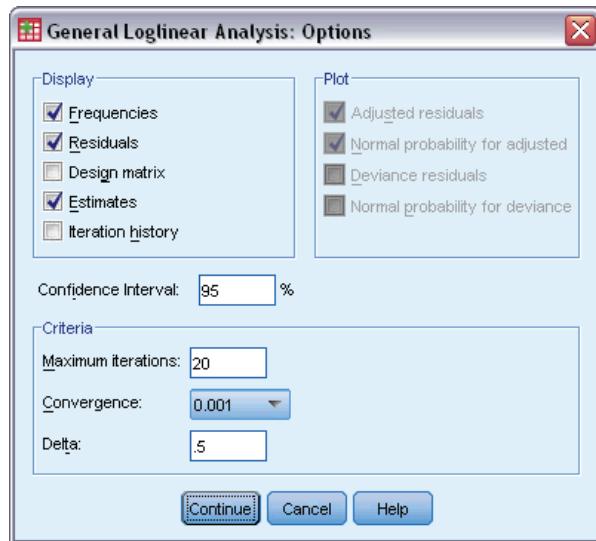 General Loglinear Analysis: Options
Display
Frequencies
Residuals
Design matrix
Estimates
Iteration history
Plot
Adjusted residuals
Normal probability for adjusted
Deviance residuals
Normal probability for deviance
Confidence Interval: 95 %
Criteria
Maximum iterations: 20
Convergence: 0.001
Delta: .5
Continue Cancel Help